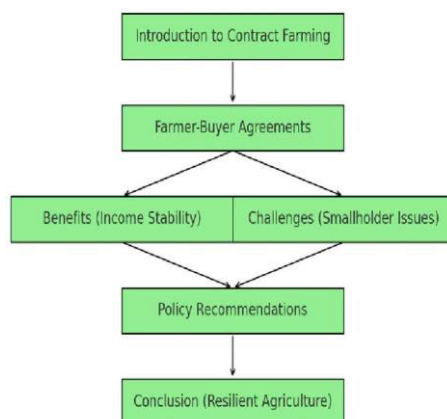 Introduction to Contract Farming
Farmer-Buyer Agreements
Benefits (Income Stability)
Challenges (Smallholder Issues)
Policy Recommendations
Conclusion (Resilient Agriculture)